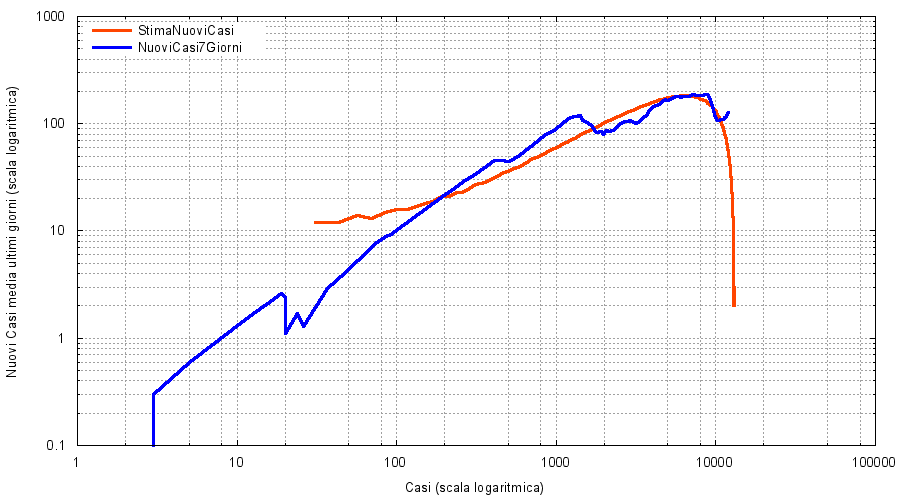 1000
StimaNuoviCasi
NuoviCasi7Giorni
100
10
1
0.1
1 10 100 1000 10000 100000
Nuovi Casi media ultimi giorni (scala logaritmica)
Casi (scala logaritmica)